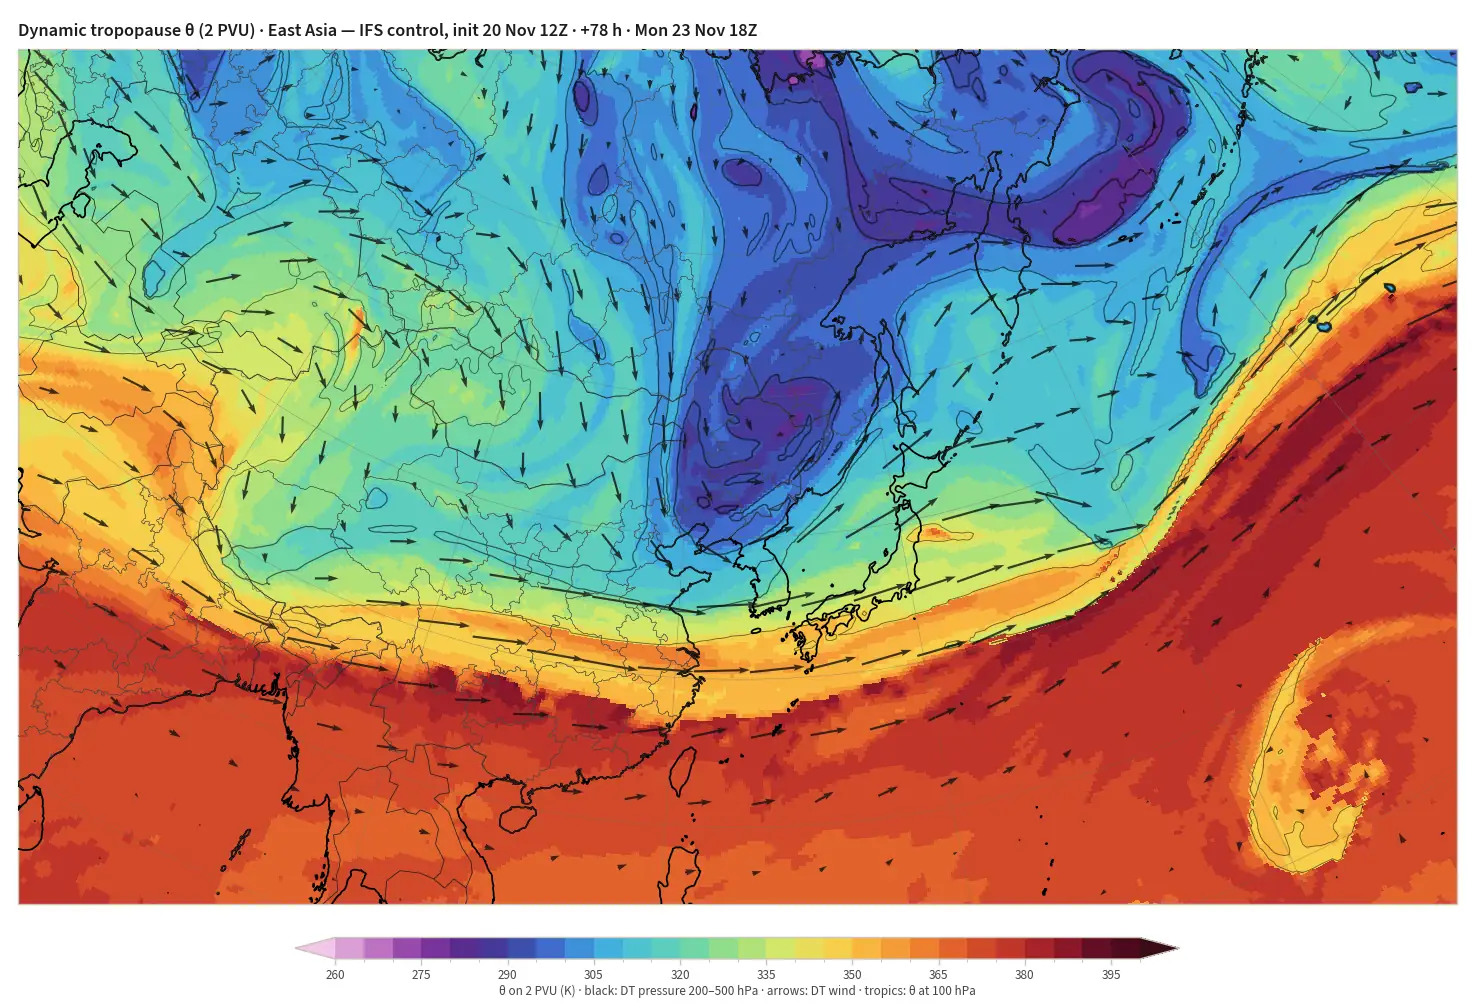 Dynamic tropopause θ (2 PVU) · East Asia — IFS control, init 20 Nov 12Z · +78 h · Mon 23 Nov 18Z
260 275 290 305 320 335 350 365 380 395
θ on 2 PVU (K) · black: DT pressure 200–500 hPa · arrows: DT wind · tropics: θ at 100 hPa